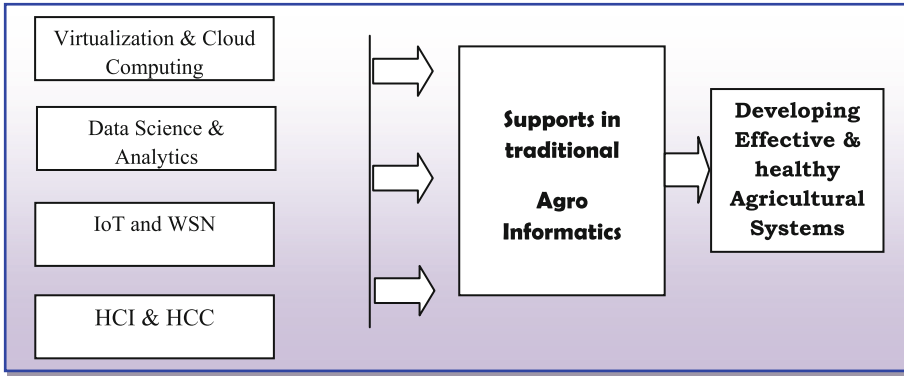 Virtualization & Cloud
Computing
Data Science &
Analytics
IoT and WSN
HCI & HCC
Supports in
traditional
Agro
Informatics
Developing
Effective &
healthy
Agricultural
Systems